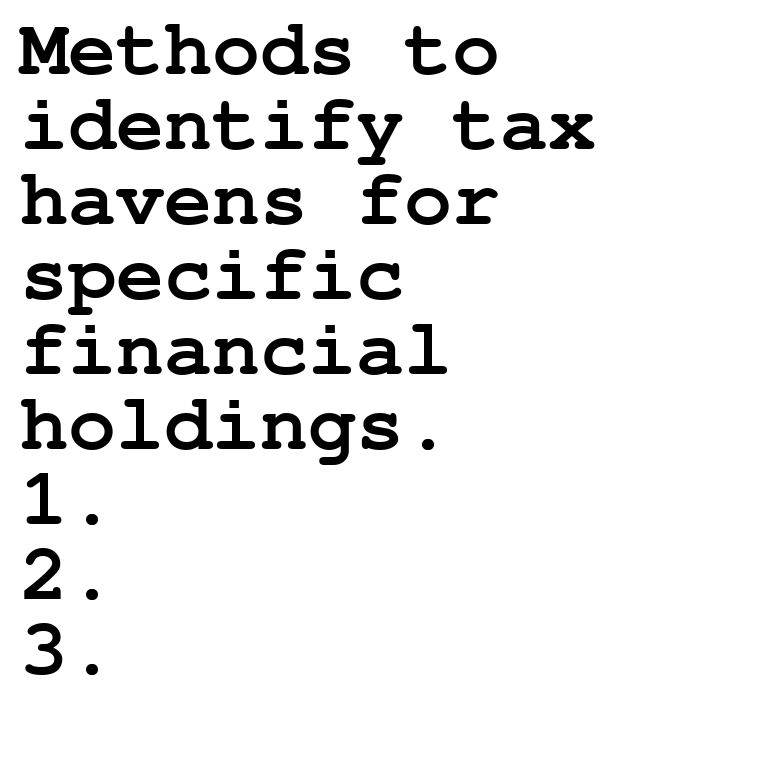 Methods to
identify tax
havens for
specific
financial
holdings.
1.
2.
3.